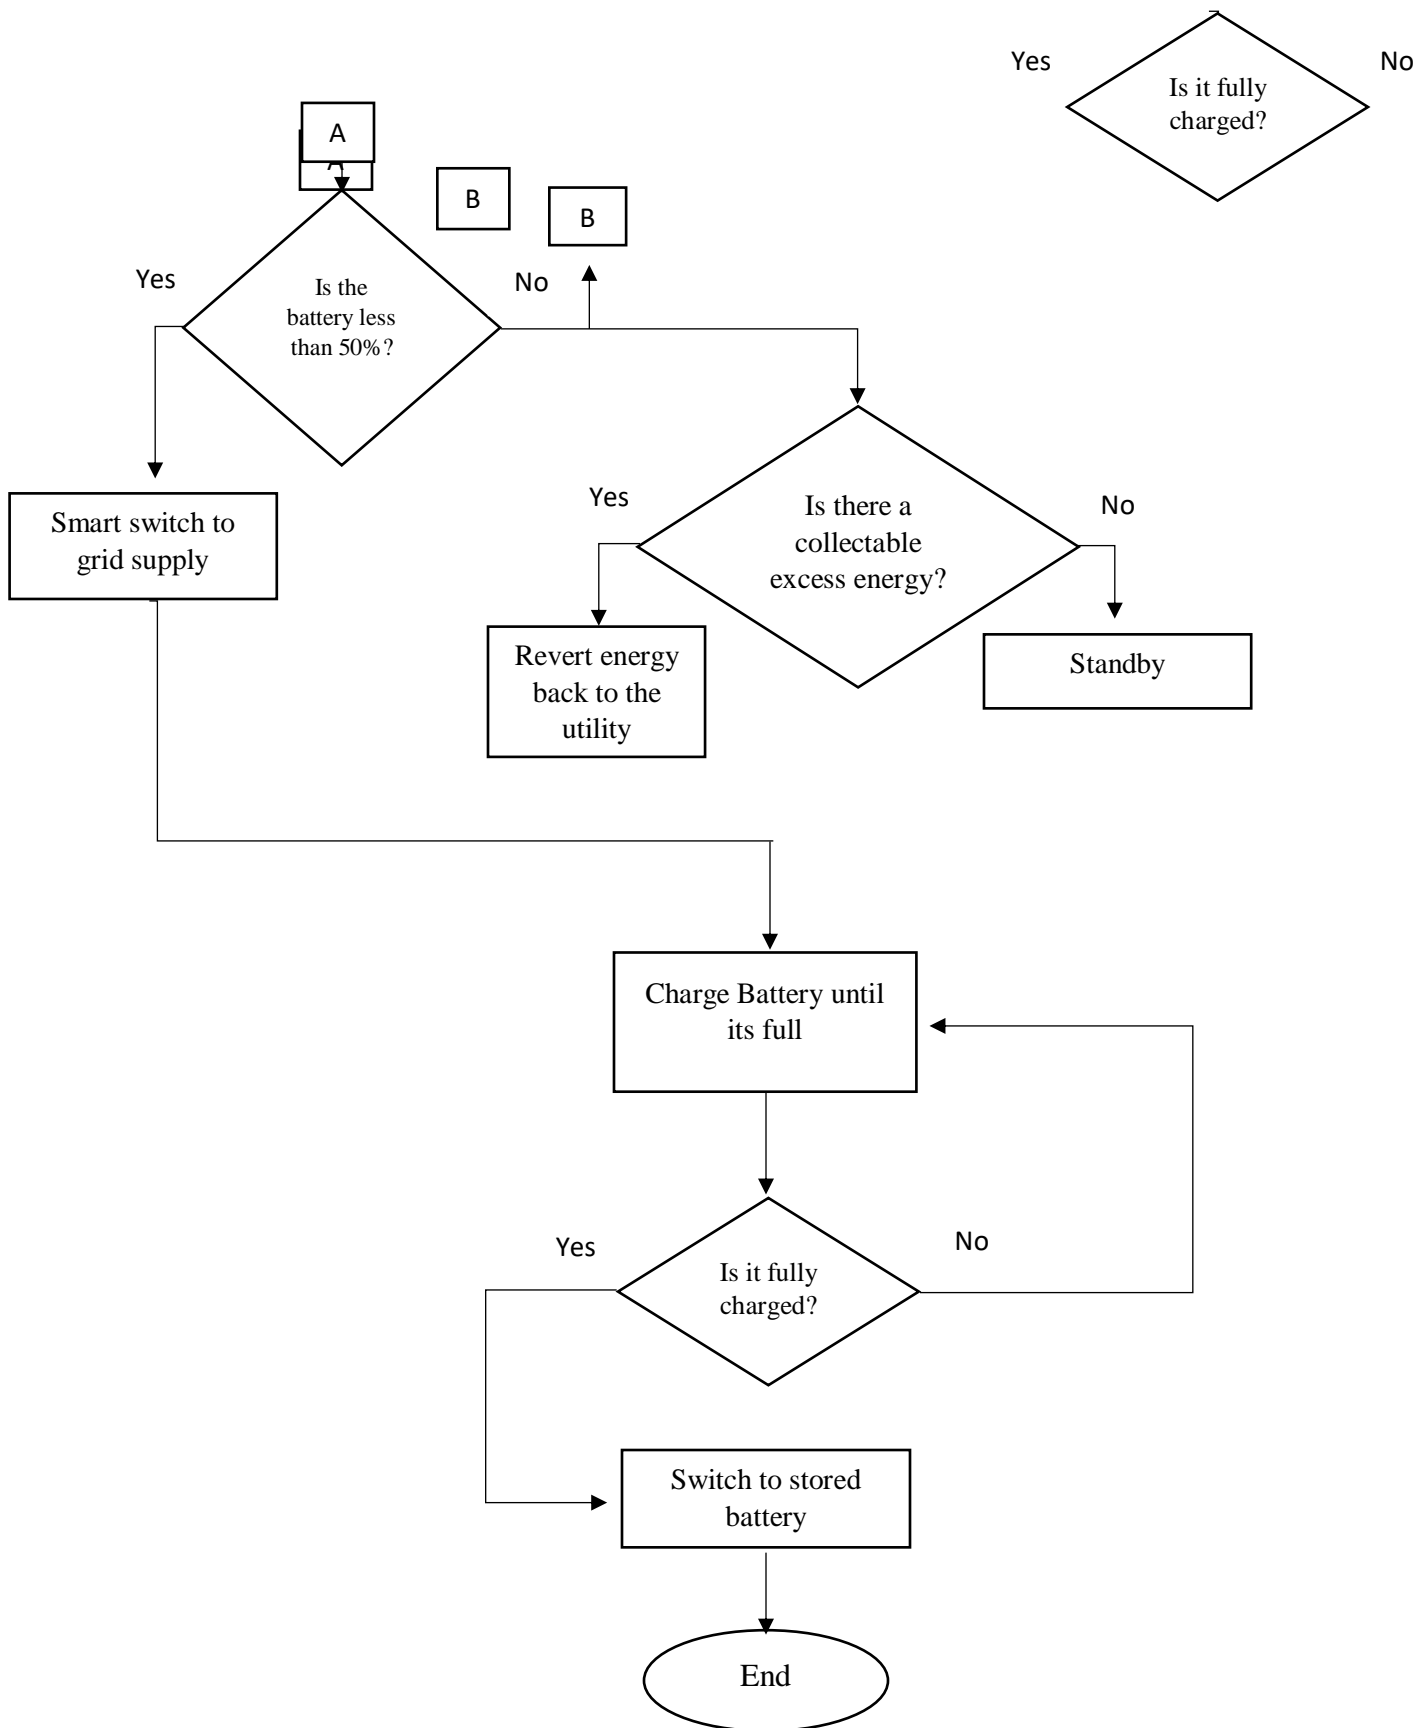 Yes
No
Is it fully
charged?
A
A
B
B
Yes
No
Is the
battery less
than 50%?
Yes
No
Is there a
collectable
excess energy?
Smart switch to
grid supply
Revert energy
back to the
utility
Standby
Charge Battery until
its full
Yes
No
Is it fully
charged?
Switch to stored
battery
End